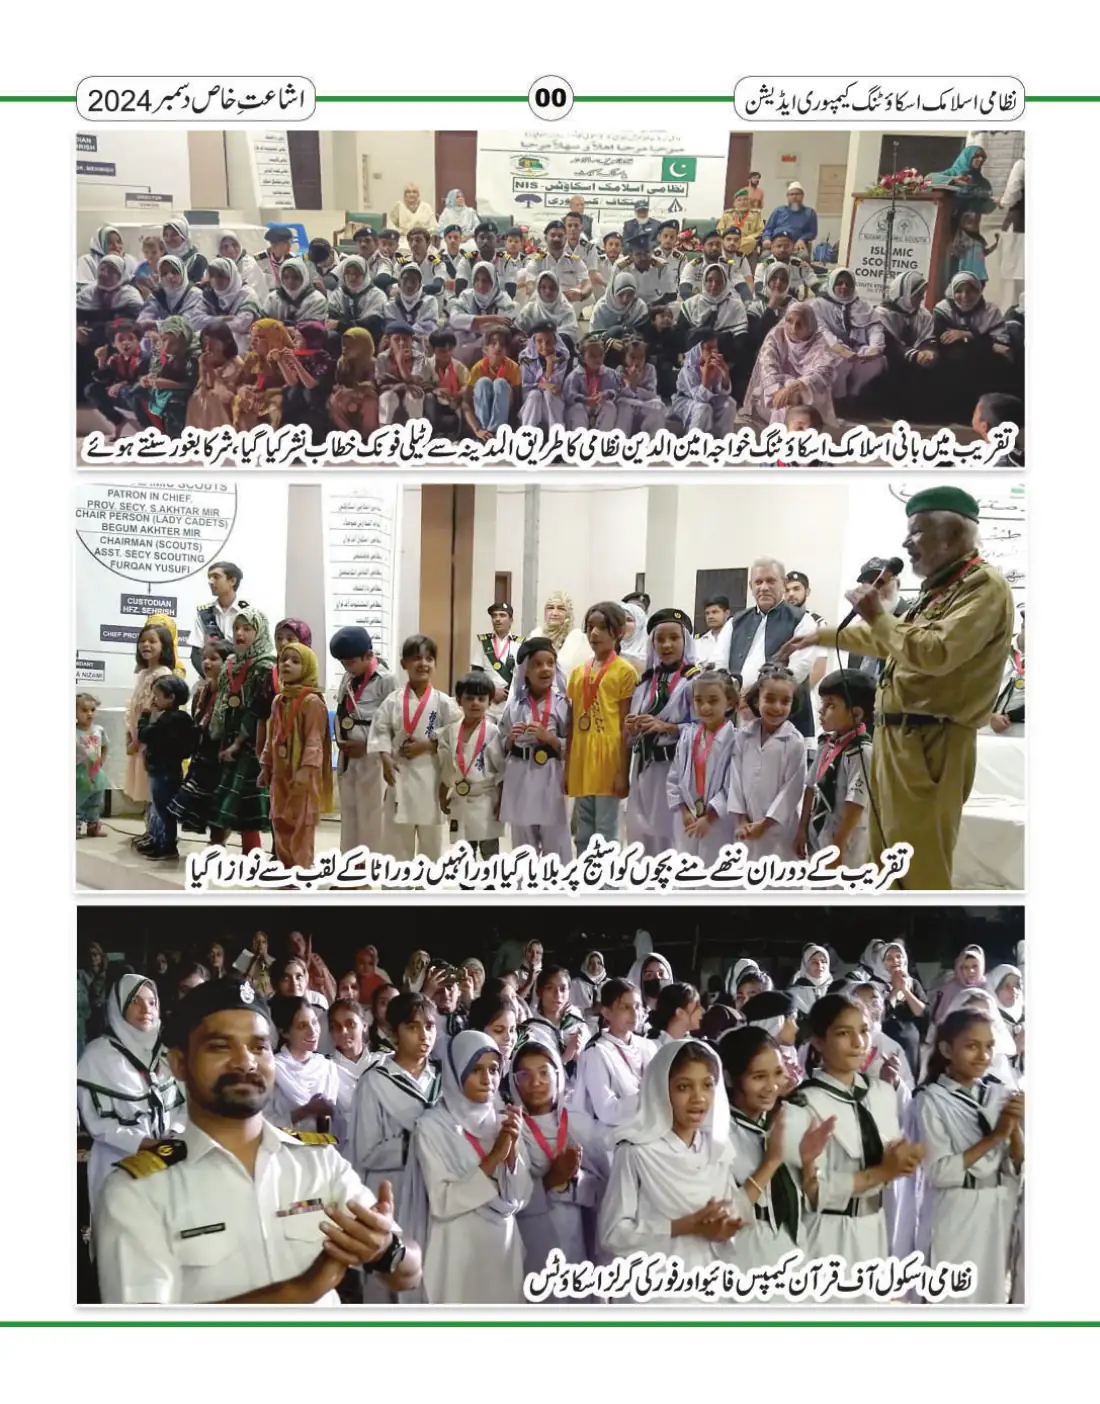 نظامی اسلامک اسکاؤٹنگ کیمپوری ایڈیشن
00
اشاعتِ خاص دسمبر 2024
نظامی اسلامک اسکاؤٹس-NIS
ISLAMIC
SCOUTING
تقریب میں بانی اسلامک اسکاؤٹنگ خواجہ امین الدین نظامی کا طریق المدینہ سے ٹیلی فونک خطاب نشر کیا گیا، شرکا بغور سنتے ہوئے
PATRON IN CHIEF.
PROV. SECY. S.AKHTAR MIR
CHAIR PERSON (LADY CADETS)
BEGUM AKHTER MIR
CHAIRMAN (SCOUTS)
ASST. SECY SCOUTING
FURQAN YUSUFI
CUSTODIAN
HFZ. SEHRISH
تقریب کے دوران ننھے منے بچوں کو اسٹیج پر بلایا گیا اور انہیں زوراٹا کے لقب سے نوازا گیا
نظامی اسکول آف قرآن کیمپس فائیو اور فور کی گرلز اسکاؤٹس